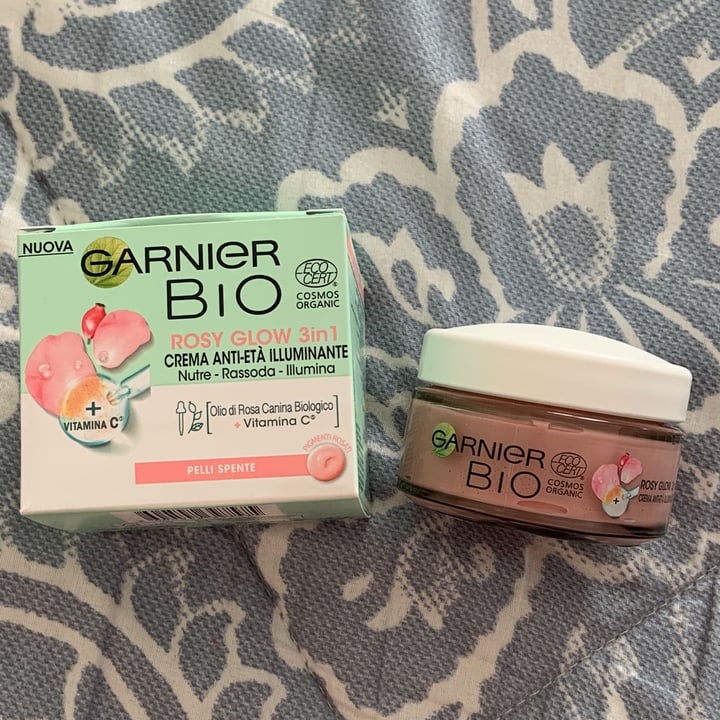 NUOVA
GARNIER
BIO
ECO
CERT®
COSMOS
ORGANIC
ROSY GLOW 3in1
CREMA ANTI-ETÀ ILLUMINANTE
Nutre - Rassoda - Illumina
+
VITAMINA Cᶜᵍ
[Olio di Rosa Canina Biologico]
+ Vitamina Cᶜᵍ
PIGMENTI ROSATI
PELLI SPENTE
GARNIER
BIO
ECO
CERT®
COSMOS
ORGANIC
ROSY GLOW
CREMA ANTI-ETÀ
+